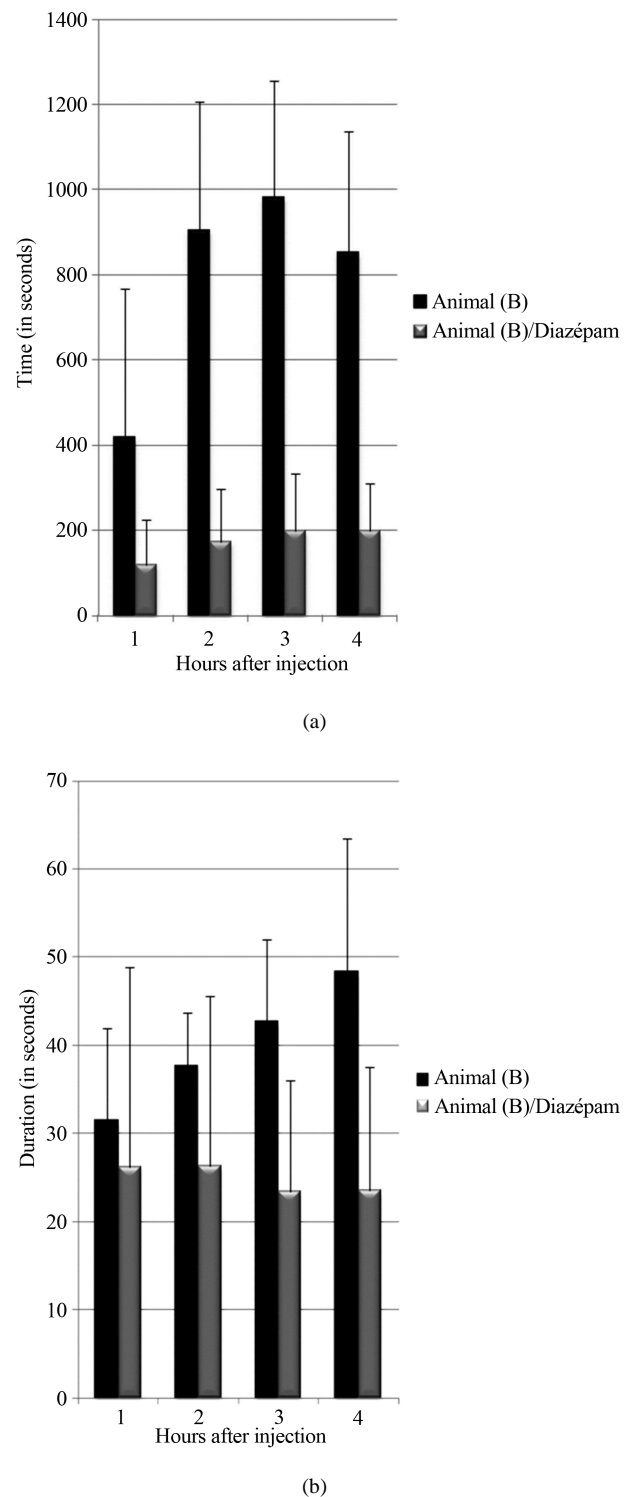 1400
1200
1000
800
600
400
200
0
Time (in seconds)
1 2 3 4
Hours after injection
Animal (B)
Animal (B)/Diazépam
(a)
70
60
50
40
30
20
10
0
Duration (in seconds)
1 2 3 4
Hours after injection
Animal (B)
Animal (B)/Diazépam
(b)